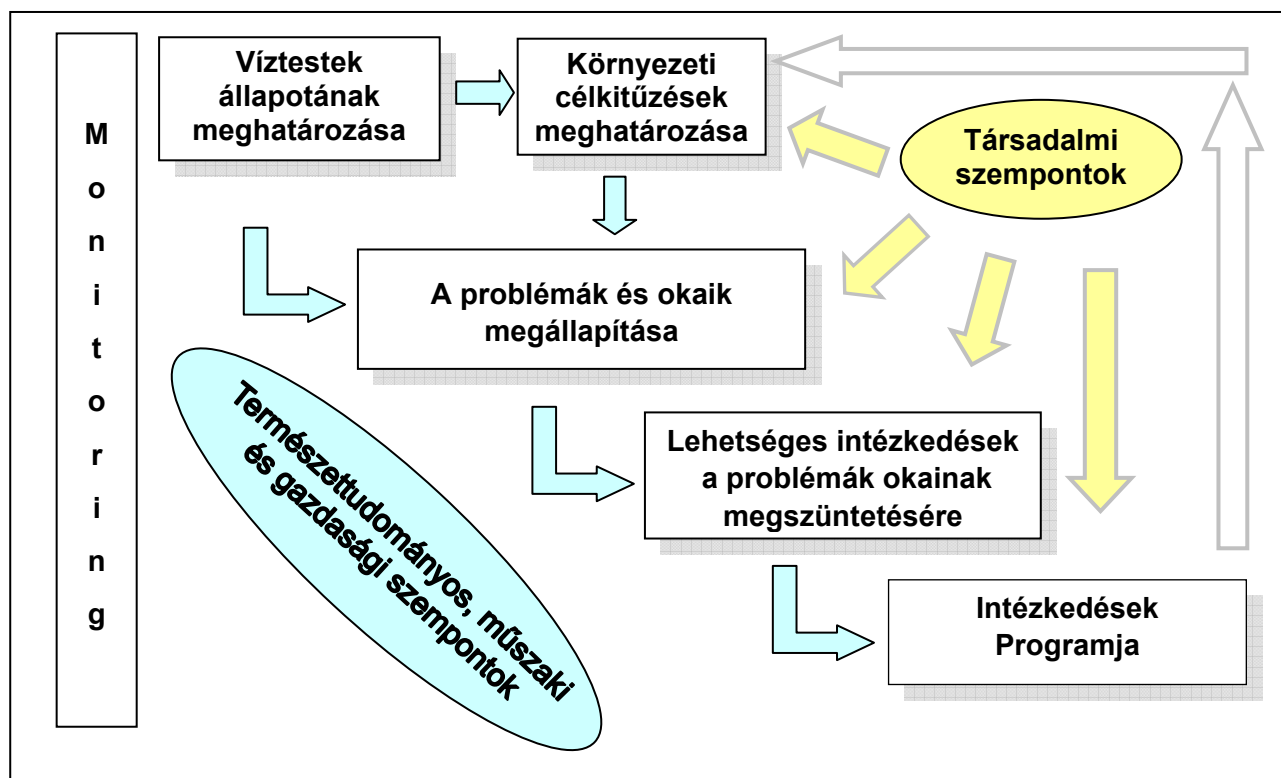 Monitoring
Víztestek
állapotának
meghatározása
Környezeti
célkitűzések
meghatározása
Társadalmi
szempontok
A problémák és okaik
megállapítása
Természettudományos, műszaki
és gazdasági szempontok
Lehetséges intézkedések
a problémák okainak
megszüntetésére
Intézkedések
Programja